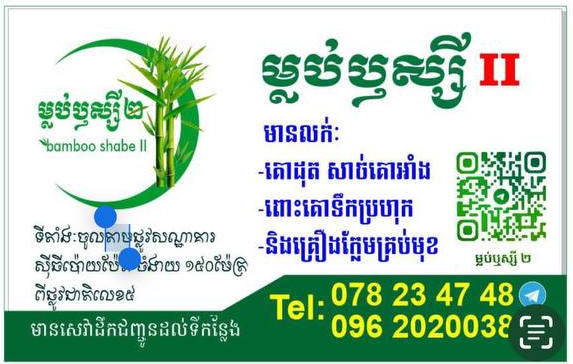 ម្លប់ឫស្សី២
bamboo shabe II
ម្លប់ឫស្សី II
មានលក់:
-គោដុត សាច់គោអាំង
-ពោះគោទឹកប្រហុក
-និងគ្រឿងក្លែមគ្រប់មុខ
ម្លប់ឫស្សី ២
ទីតាំង:ចូលតាមផ្លូវសណ្ឋាគារ
ស៊ីធីប៉ោយប៉ែត ចំងាយ ១៥០ម៉ែត្រ
ពីផ្លូវជាតិលេខ៥
មានសេវាដឹកជញ្ជូនដល់ទីកន្លែង
Tel: 078 23 47 48
096 2020038